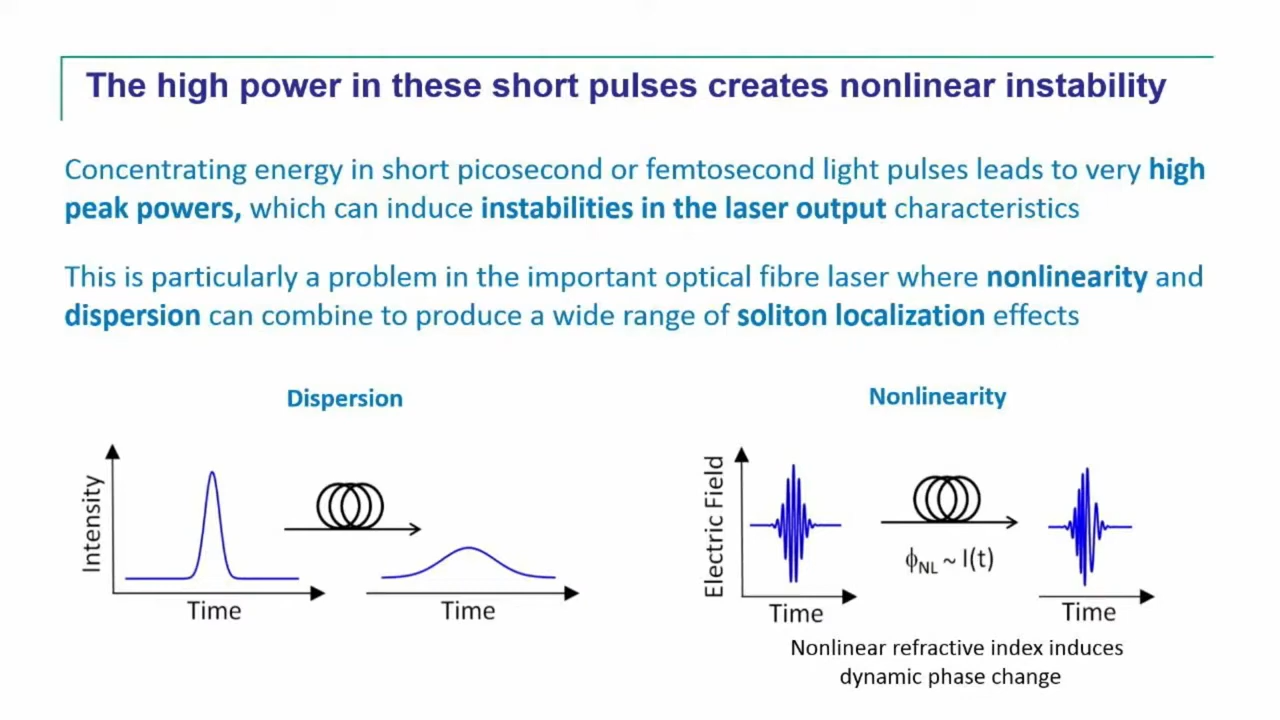 The high power in these short pulses creates nonlinear instability
Concentrating energy in short picosecond or femtosecond light pulses leads to very high
peak powers, which can induce instabilities in the laser output characteristics
This is particularly a problem in the important optical fibre laser where nonlinearity and
dispersion can combine to produce a wide range of soliton localization effects
Dispersion
Intensity
Time
Time
Nonlinearity
Electric Field
ϕNL ~ I(t)
Time
Time
Nonlinear refractive index induces
dynamic phase change